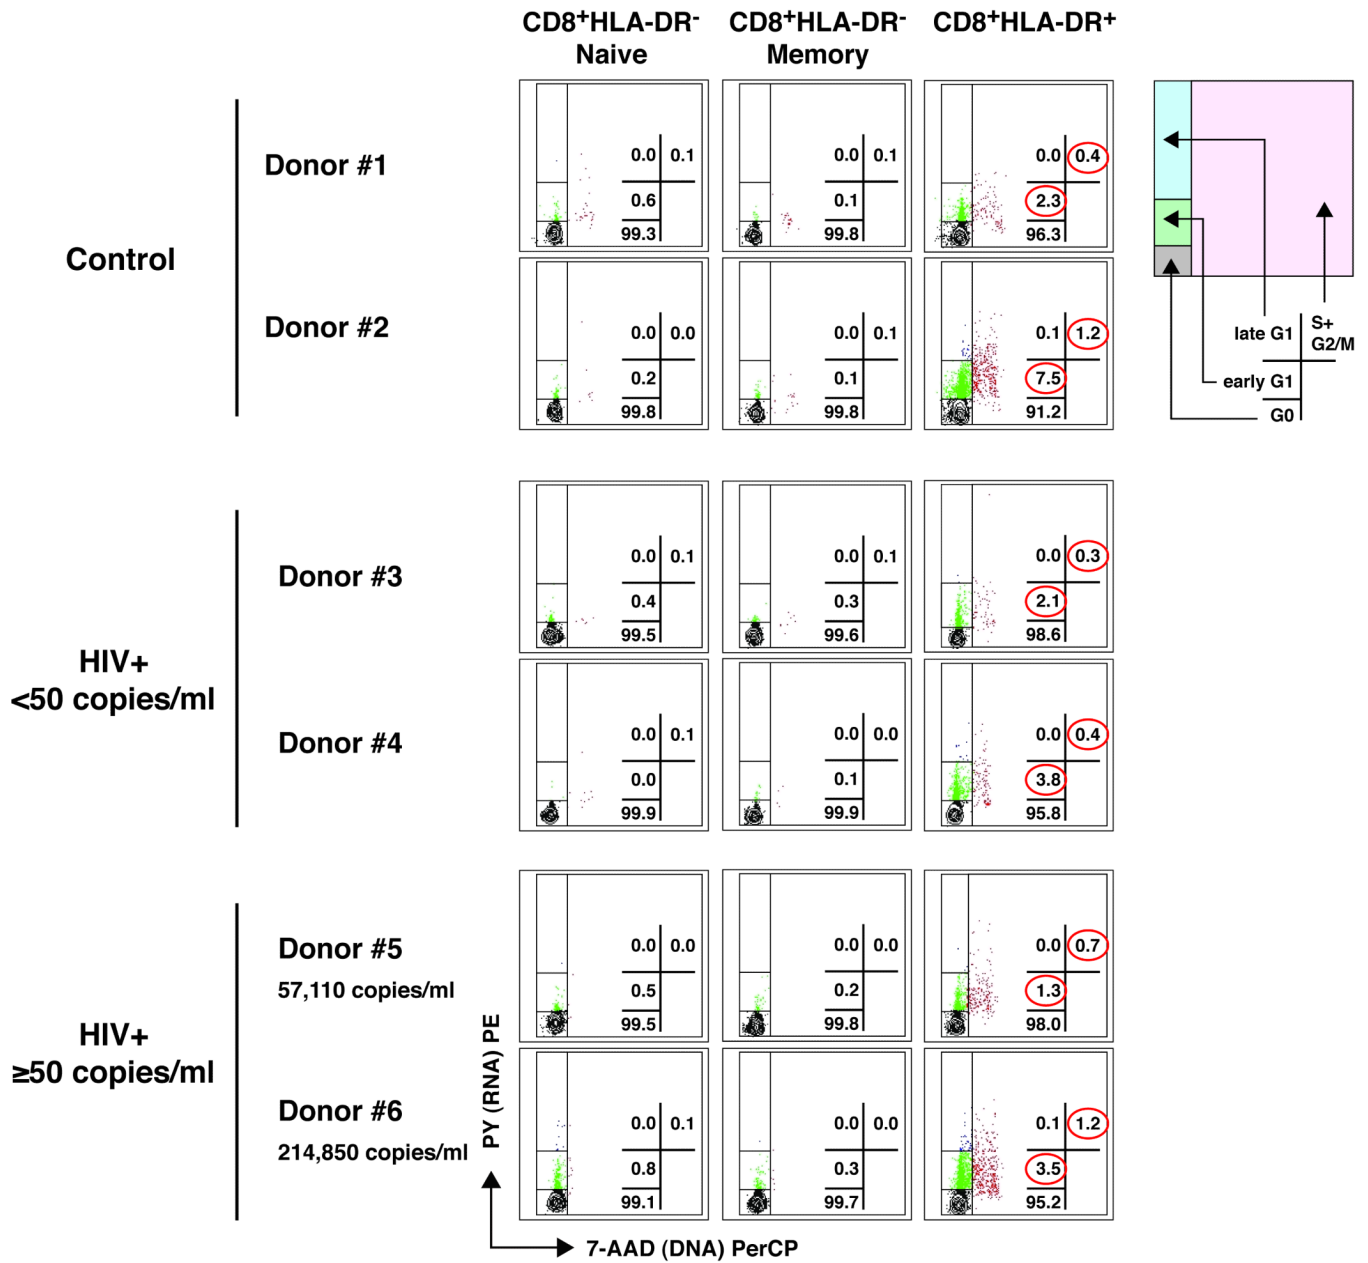 CD8+HLA-DR- CD8+HLA-DR- CD8+HLA-DR+
Naive Memory
Control
Donor #1
0.0 0.1
0.6
99.3
0.0 0.1
0.1
99.8
0.0 0.4
2.3
96.3
Donor #2
0.0 0.0
0.2
99.8
0.0 0.1
0.1
99.8
0.1 1.2
7.5
91.2
late G1
S+
G2/M
early G1
G0
HIV+
<50 copies/ml
Donor #3
0.0 0.1
0.4
99.5
0.0 0.1
0.3
99.6
0.0 0.3
2.1
98.6
Donor #4
0.0 0.1
0.0
99.9
0.0 0.0
0.1
99.9
0.0 0.4
3.8
95.8
HIV+
≥50 copies/ml
Donor #5
57,110 copies/ml
0.0 0.0
0.5
99.5
0.0 0.0
0.2
99.8
0.0 0.7
1.3
98.0
Donor #6
214,850 copies/ml
0.0 0.1
0.8
99.1
0.0 0.0
0.3
99.7
0.1 1.2
3.5
95.2
PY (RNA) PE
7-AAD (DNA) PerCP